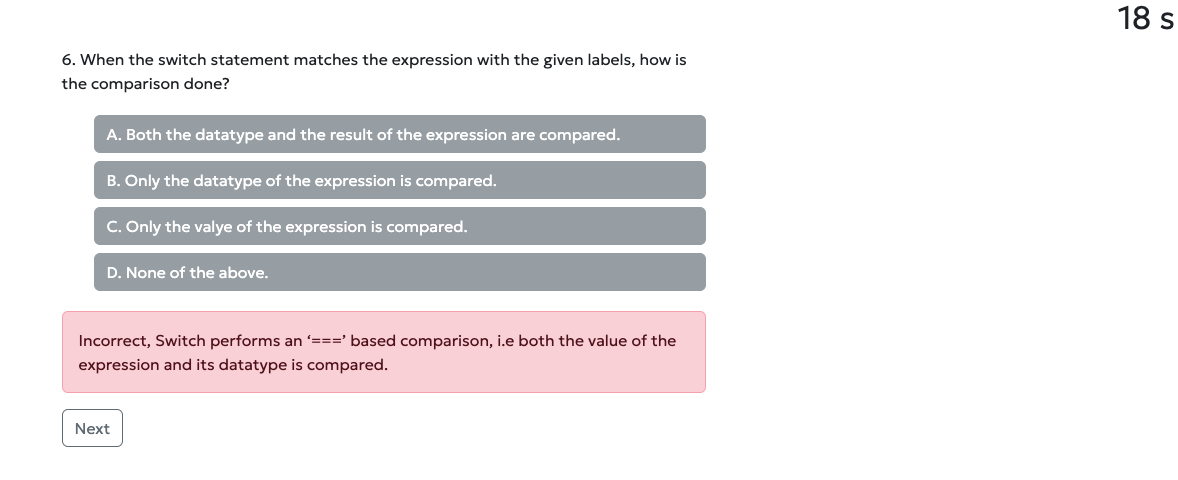 18 s
6. When the switch statement matches the expression with the given labels, how is
the comparison done?
A. Both the datatype and the result of the expression are compared.
B. Only the datatype of the expression is compared.
C. Only the valye of the expression is compared.
D. None of the above.
Incorrect, Switch performs an ‘===’ based comparison, i.e both the value of the
expression and its datatype is compared.
Next